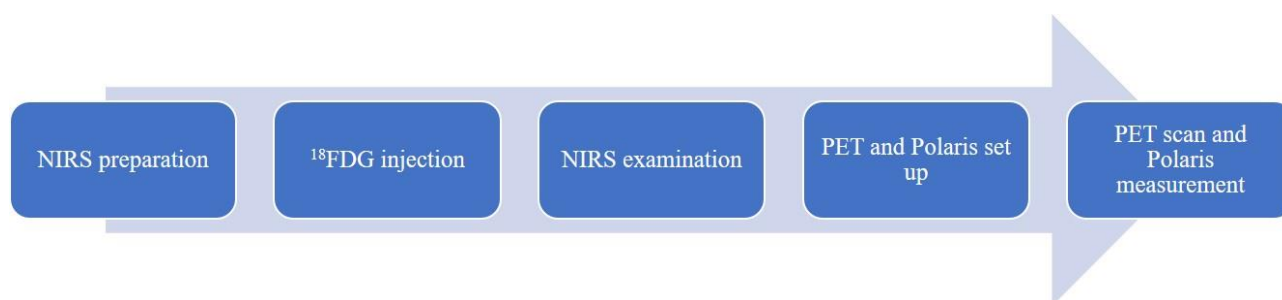 NIRS preparation
¹⁸FDG injection
NIRS examination
PET and Polaris set
up
PET scan and
Polaris
measurement